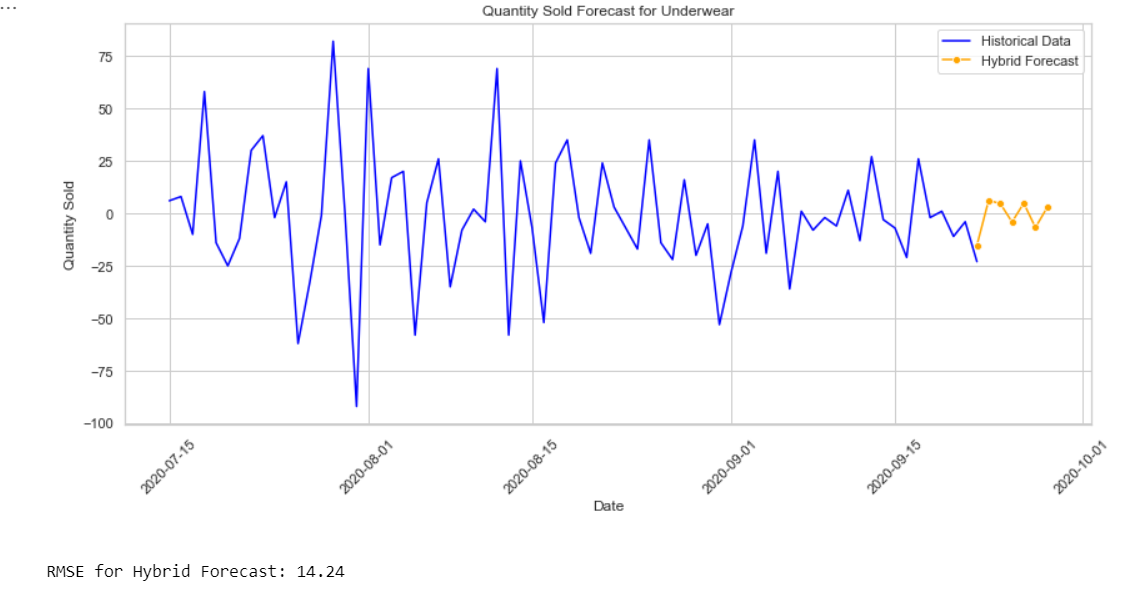 ...
Quantity Sold Forecast for Underwear
Historical Data
Hybrid Forecast
Quantity Sold
75
50
25
0
−25
−50
−75
−100
2020-07-15
2020-08-01
2020-08-15
2020-09-01
2020-09-15
2020-10-01
Date
RMSE for Hybrid Forecast: 14.24